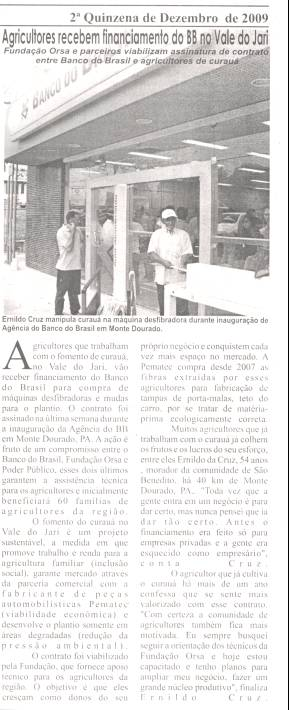 2ª Quinzena de Dezembro de 2009
Agricultores recebem financiamento do BB no Vale do Jari
Fundação Orsa e parceiros viabilizam assinatura de contrato
entre Banco do Brasil e agricultores de curauá
BANCO DO B
Ernildo Cruz manipula curauá na máquina desfibradora durante inauguração de
Agência do Banco do Brasil em Monte Dourado.
Agricultores que trabalham
com o fomento de curauá,
no Vale do Jari, vão
receber financiamento do Banco
do Brasil para compra de
máquinas desfibradoras e mudas
para o plantio. O contrato foi
assinado na última semana durante
a inauguração da Agência do BB
em Monte Dourado, PA. A ação é
fruto de um compromisso entre o
Banco do Brasil, Fundação Orsa e
Poder Público, esses dois últimos
garantem a assistência técnica
para os agricultores e inicialmente
beneficiará 60 famílias de
agricultores da região.
O fomento do curauá no
Vale do Jari é um projeto
sustentável, a medida em que
promove trabalho e renda para a
agricultura familiar (inclusão
social), garante mercado através
da parceria comercial com a
fabricante de peças
automobilísticas Pematec
(viabilidade econômica) e
desenvolve o plantio somente em
áreas degradadas (redução da
pressão ambiental).
O contrato foi viabilizado
pela Fundação, que fornece apoio
técnico para os agricultores da
região. O objetivo é que eles
cresçam como donos do seu
próprio negócio e conquistem cada
vez mais espaço no mercado. A
Pematec compra desde 2007 as
fibras extraídas por esses
agricultores para fabricação de
tampas de porta-malas, teto do
carro, por se tratar de matéria-
prima ecologicamente correta.
Muitos agricultores que já
trabalham com o curauá já colhem
os frutos e os lucros do seu esforço,
entre eles Ernildo da Cruz, 54 anos
, morador da comunidade de São
Benedito, há 40 km de Monte
Dourado, PA. "Toda vez que a
gente entra em um negócio é para
dar certo, mas nunca pensei que ia
dar tão certo. Antes o
financiamento era feito só para
empresas privadas e a gente era
esquecido como empresário",
conta Cruz.
O agricultor que já cultiva
o curauá há mais de um ano
confessa que se sente mais
valorizado com esse contrato.
"Com certeza a comunidade de
agricultores também fica mais
motivada. Eu sempre busquei
seguir a orientação dos técnicos da
Fundação Orsa e hoje estou
capacitado e tenho planos para
ampliar meu negócio, fazer um
grande núcleo produtivo", finaliza
Ernildo Cruz.